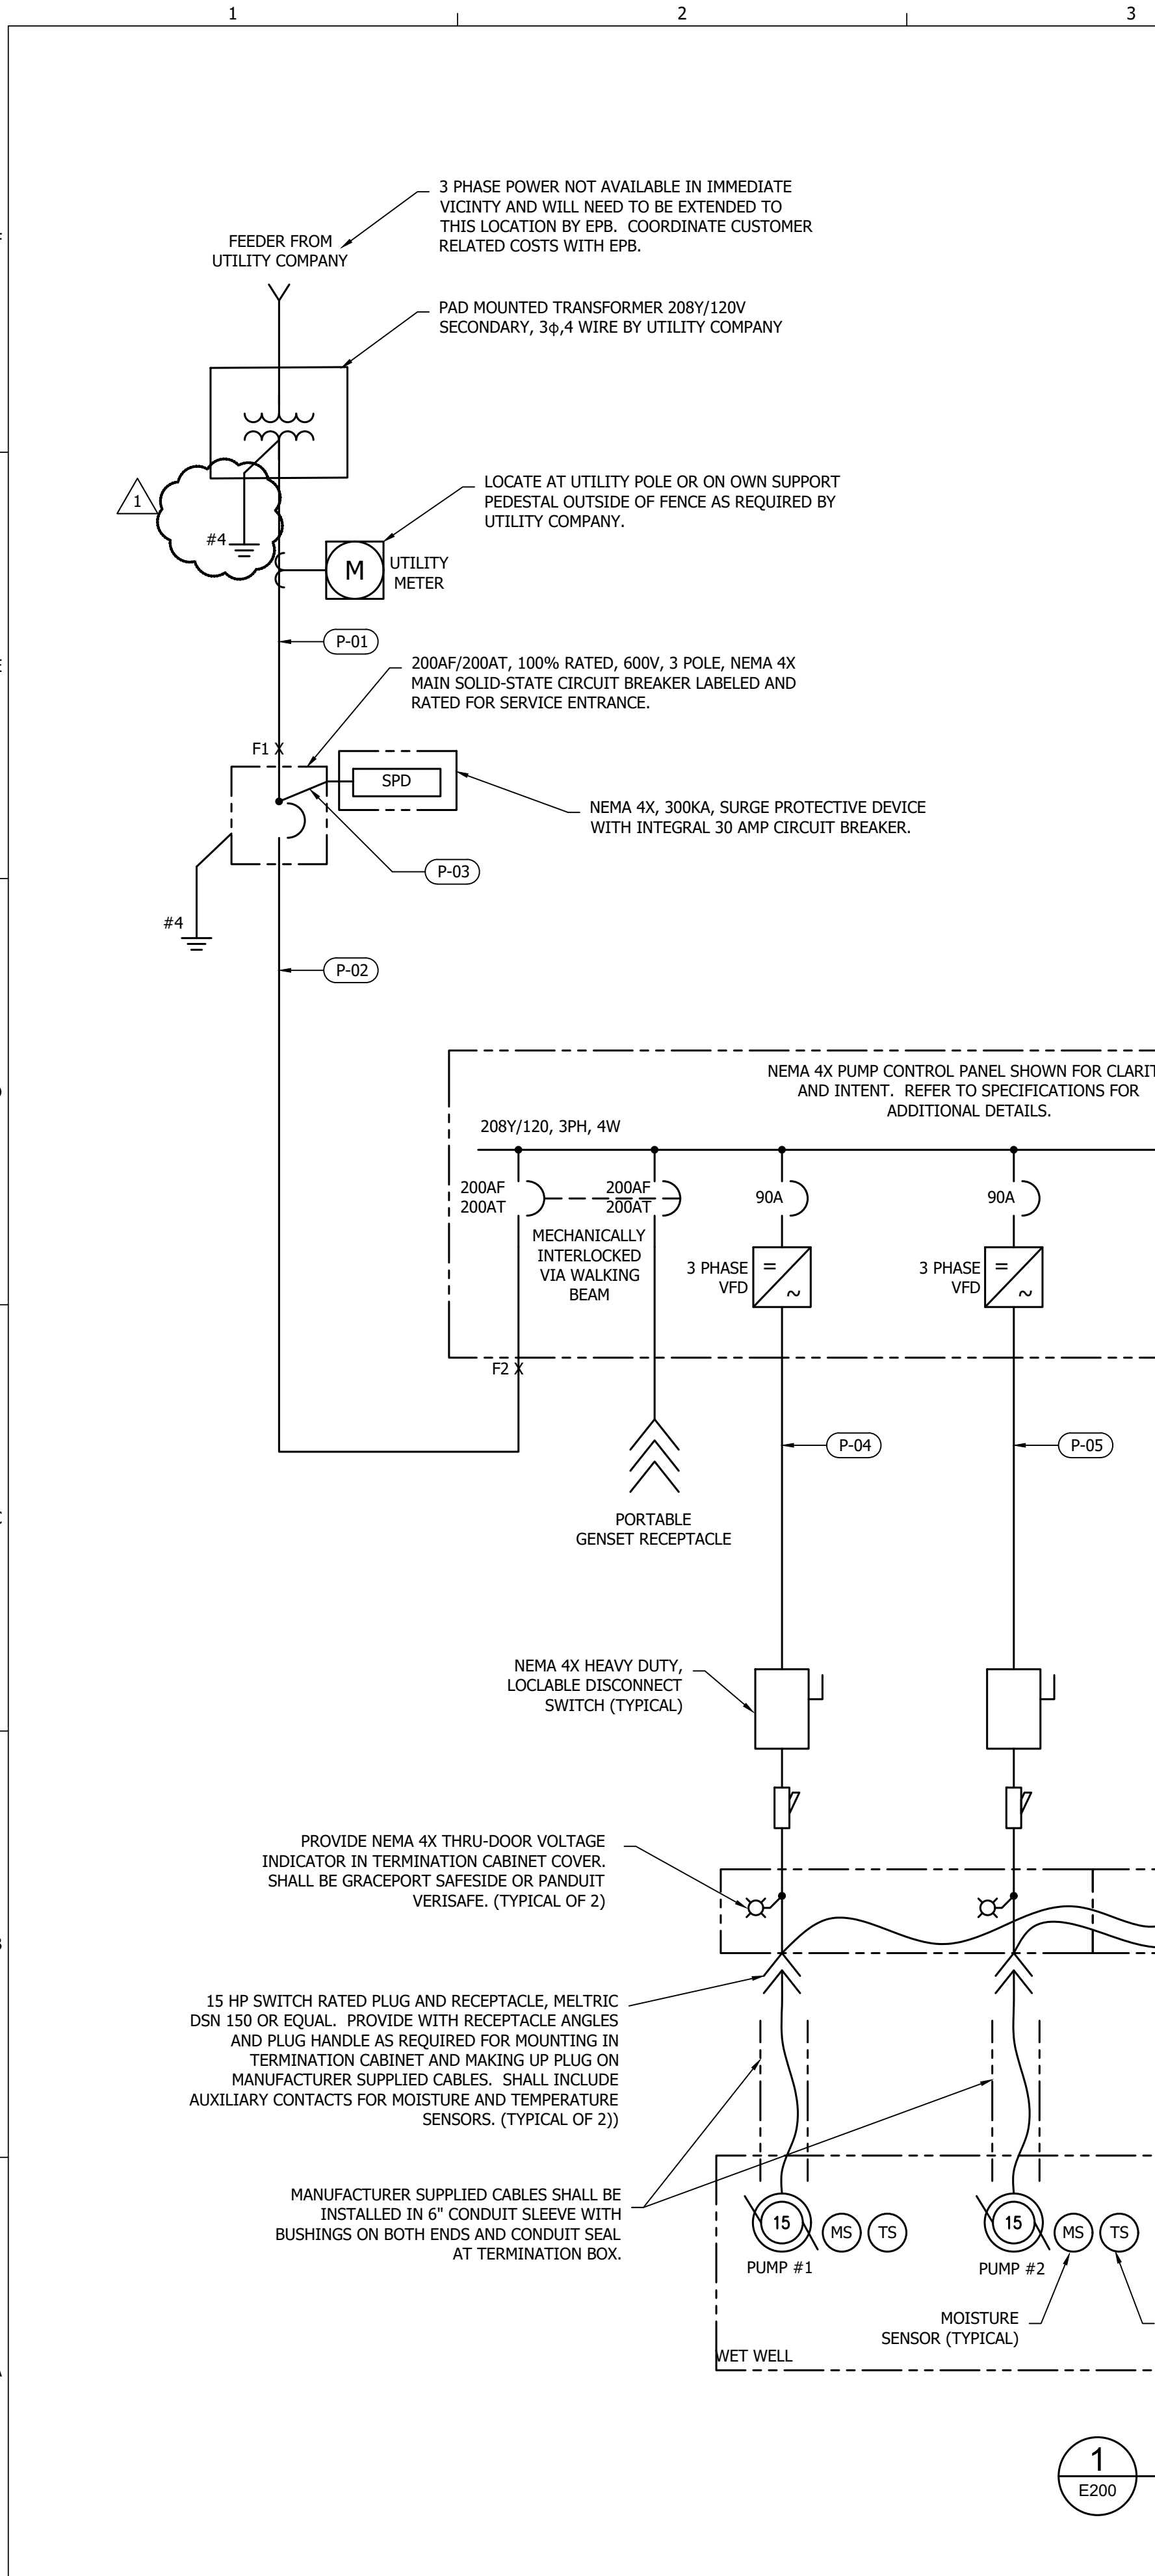 1
2
3
3 PHASE POWER NOT AVAILABLE IN IMMEDIATE
VICINTY AND WILL NEED TO BE EXTENDED TO
THIS LOCATION BY EPB.  COORDINATE CUSTOMER
RELATED COSTS WITH EPB.
FEEDER FROM
UTILITY COMPANY
PAD MOUNTED TRANSFORMER 208Y/120V
SECONDARY, 3ϕ,4 WIRE BY UTILITY COMPANY
LOCATE AT UTILITY POLE OR ON OWN SUPPORT
PEDESTAL OUTSIDE OF FENCE AS REQUIRED BY
UTILITY COMPANY.
1
#4
M
UTILITY
METER
P-01
200AF/200AT, 100% RATED, 600V, 3 POLE, NEMA 4X
MAIN SOLID-STATE CIRCUIT BREAKER LABELED AND
RATED FOR SERVICE ENTRANCE.
F1
SPD
NEMA 4X, 300KA, SURGE PROTECTIVE DEVICE
WITH INTEGRAL 30 AMP CIRCUIT BREAKER.
P-03
#4
P-02
NEMA 4X PUMP CONTROL PANEL SHOWN FOR CLARIT
AND INTENT.  REFER TO SPECIFICATIONS FOR
ADDITIONAL DETAILS.
208Y/120, 3PH, 4W
200AF
200AT
200AF
200AT
90A
90A
MECHANICALLY
INTERLOCKED
VIA WALKING
BEAM
3 PHASE
VFD
=
~
3 PHASE
VFD
=
~
F2
P-04
P-05
PORTABLE
GENSET RECEPTACLE
NEMA 4X HEAVY DUTY,
LOCLABLE DISCONNECT
SWITCH (TYPICAL)
PROVIDE NEMA 4X THRU-DOOR VOLTAGE
INDICATOR IN TERMINATION CABINET COVER.
SHALL BE GRACEPORT SAFESIDE OR PANDUIT
VERISAFE. (TYPICAL OF 2)
15 HP SWITCH RATED PLUG AND RECEPTACLE, MELTRIC
DSN 150 OR EQUAL.  PROVIDE WITH RECEPTACLE ANGLES
AND PLUG HANDLE AS REQUIRED FOR MOUNTING IN
TERMINATION CABINET AND MAKING UP PLUG ON
MANUFACTURER SUPPLIED CABLES.  SHALL INCLUDE
AUXILIARY CONTACTS FOR MOISTURE AND TEMPERATURE
SENSORS. (TYPICAL OF 2))
MANUFACTURER SUPPLIED CABLES SHALL BE
INSTALLED IN 6" CONDUIT SLEEVE WITH
BUSHINGS ON BOTH ENDS AND CONDUIT SEAL
AT TERMINATION BOX.
15
MS
TS
PUMP #1
15
MS
TS
PUMP #2
MOISTURE
SENSOR (TYPICAL)
WET WELL
1
E200